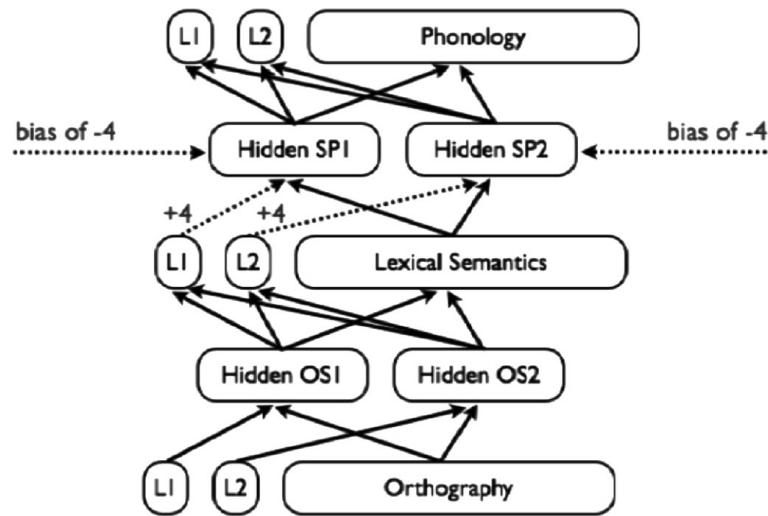 L1 L2 Phonology
bias of -4 bias of -4
Hidden SP1 Hidden SP2
+4 +4
L1 L2 Lexical Semantics
Hidden OS1 Hidden OS2
L1 L2 Orthography